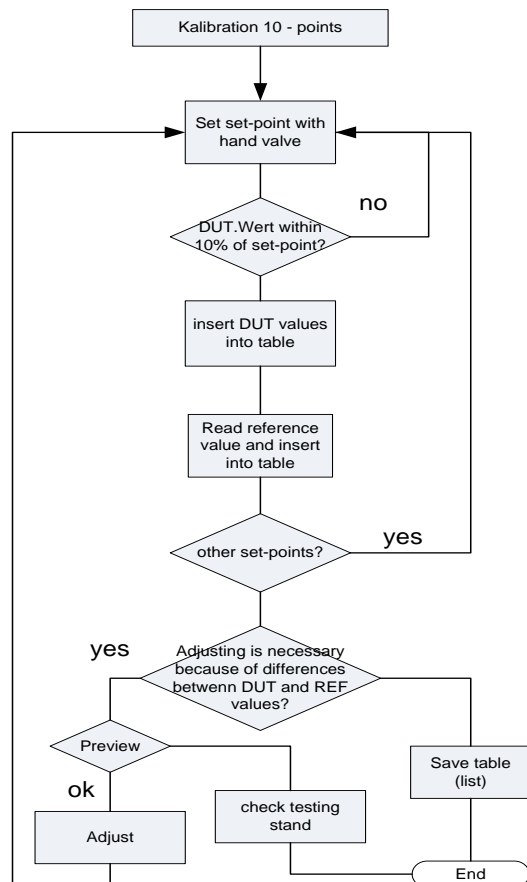 Kalibration 10 - points
Set set-point with
hand valve
no
DUT.Wert within
10% of set-point?
insert DUT values
into table
Read reference
value and insert
into table
other set-points?
yes
yes
Adjusting is necessary
because of differences
betwenn DUT and REF
values?
Preview
ok
Adjust
check testing
stand
Save table
(list)
End